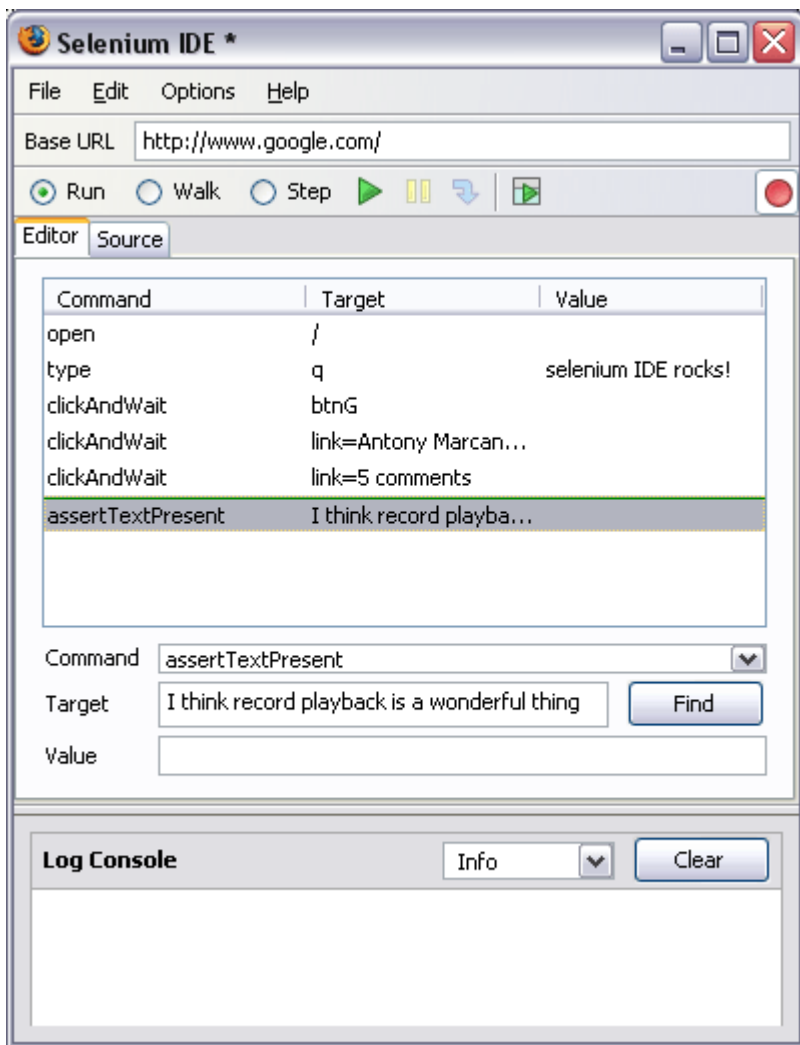 Selenium IDE *
File Edit Options Help
Base URL http://www.google.com/
Run Walk Step
Editor Source
Command Target Value
open /
type q selenium IDE rocks!
clickAndWait btnG
clickAndWait link=Antony Marcan...
clickAndWait link=5 comments
assertTextPresent I think record playba...
Command assertTextPresent
Target I think record playback is a wonderful thing Find
Value
Log Console Info Clear